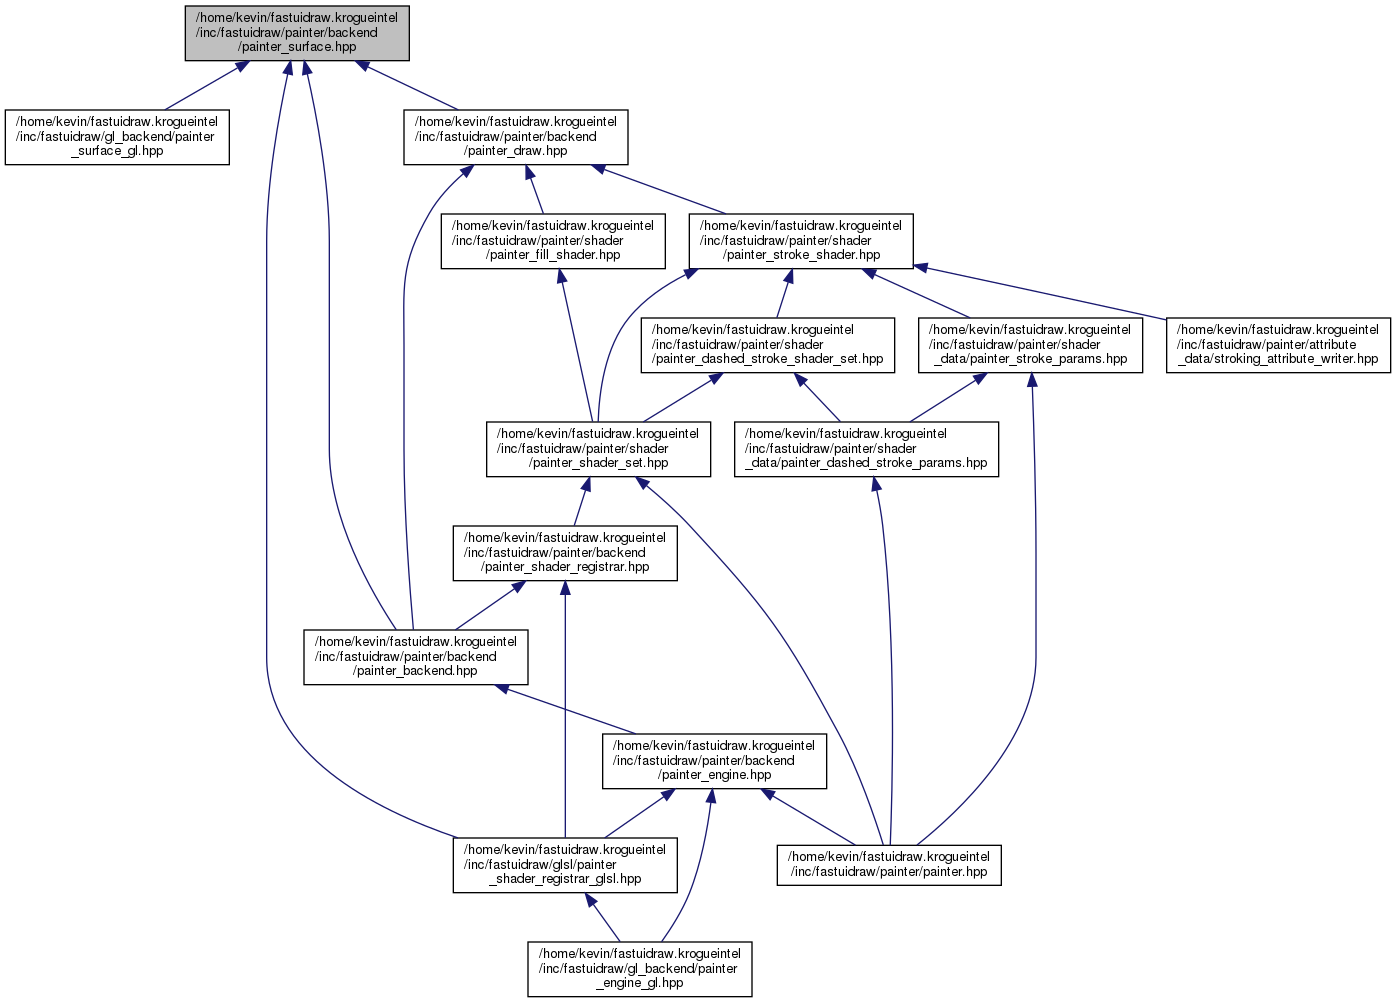 /home/kevin/fastuidraw.krogueintel
/inc/fastuidraw/painter/backend
/painter_surface.hpp
/home/kevin/fastuidraw.krogueintel
/inc/fastuidraw/gl_backend/painter
_surface_gl.hpp
/home/kevin/fastuidraw.krogueintel
/inc/fastuidraw/painter/backend
/painter_draw.hpp
/home/kevin/fastuidraw.krogueintel
/inc/fastuidraw/painter/shader
/painter_fill_shader.hpp
/home/kevin/fastuidraw.krogueintel
/inc/fastuidraw/painter/shader
/painter_stroke_shader.hpp
/home/kevin/fastuidraw.krogueintel
/inc/fastuidraw/painter/shader
/painter_dashed_stroke_shader_set.hpp
/home/kevin/fastuidraw.krogueintel
/inc/fastuidraw/painter/shader
_data/painter_stroke_params.hpp
/home/kevin/fastuidraw.krogueintel
/inc/fastuidraw/painter/attribute
_data/stroking_attribute_writer.hpp
/home/kevin/fastuidraw.krogueintel
/inc/fastuidraw/painter/shader
/painter_shader_set.hpp
/home/kevin/fastuidraw.krogueintel
/inc/fastuidraw/painter/shader
_data/painter_dashed_stroke_params.hpp
/home/kevin/fastuidraw.krogueintel
/inc/fastuidraw/painter/backend
/painter_shader_registrar.hpp
/home/kevin/fastuidraw.krogueintel
/inc/fastuidraw/painter/backend
/painter_backend.hpp
/home/kevin/fastuidraw.krogueintel
/inc/fastuidraw/painter/backend
/painter_engine.hpp
/home/kevin/fastuidraw.krogueintel
/inc/fastuidraw/glsl/painter
_shader_registrar_glsl.hpp
/home/kevin/fastuidraw.krogueintel
/inc/fastuidraw/painter/painter.hpp
/home/kevin/fastuidraw.krogueintel
/inc/fastuidraw/gl_backend/painter
_engine_gl.hpp